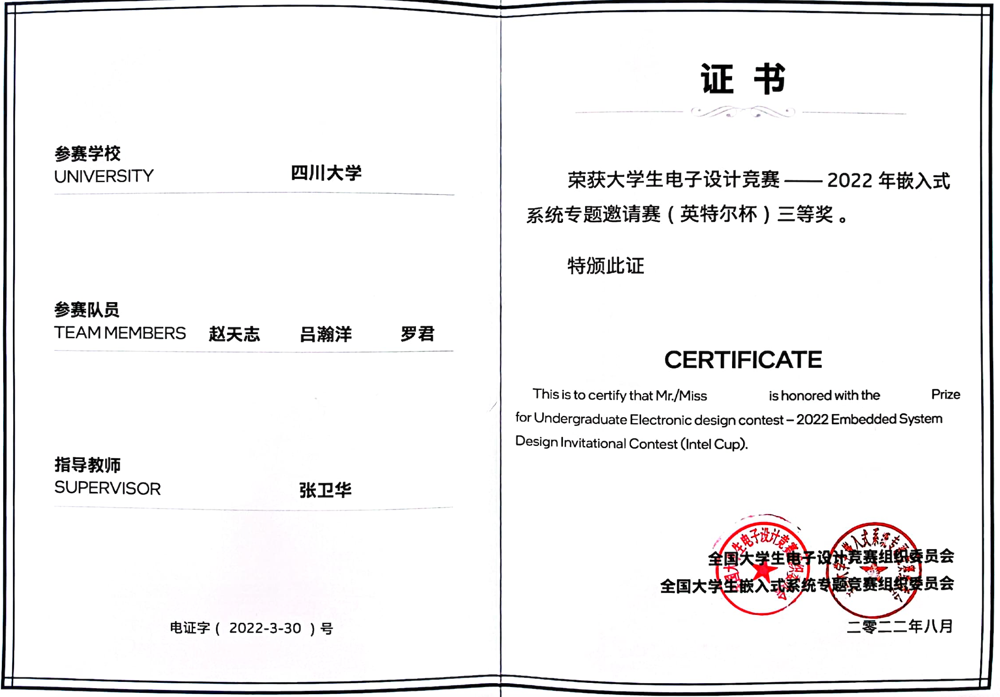 参赛学校
UNIVERSITY 四川大学
参赛队员
TEAM MEMBERS 赵天志 吕瀚洋 罗君
指导教师
SUPERVISOR 张卫华
电证字( 2022-3-30 )号
证 书
荣获大学生电子设计竞赛——2022 年嵌入式
系统专题邀请赛(英特尔杯)三等奖。
特颁此证
CERTIFICATE
This is to certify that Mr./Miss is honored with the Prize
for Undergraduate Electronic design contest – 2022 Embedded System
Design Invitational Contest (Intel Cup).
全国大学生电子设计竞赛组织委员会
全国大学生嵌入式系统专题竞赛组织委员会
二零二二年八月